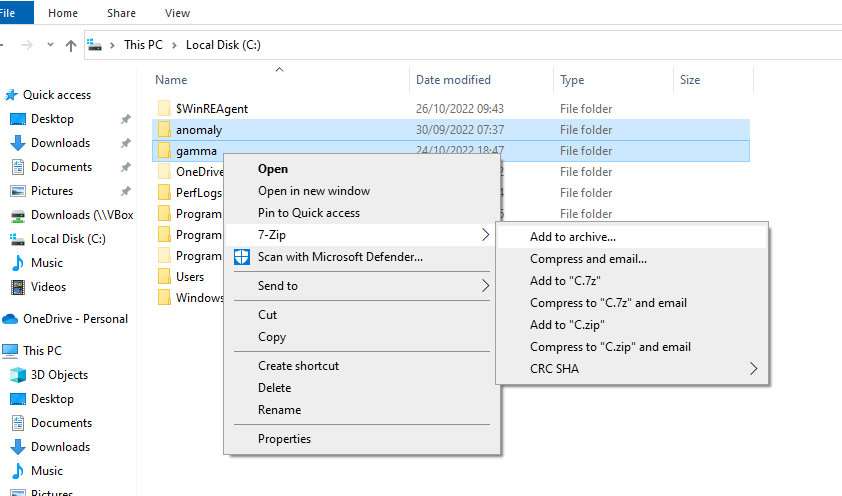 File Home Share View
This PC Local Disk (C:)
Name Date modified Type Size
Quick access
Desktop
Downloads
Documents
Pictures
Downloads (\\VBox
Local Disk (C:)
Music
Videos
OneDrive - Personal
This PC
3D Objects
Desktop
Documents
Downloads
Music
Pictures
$WinREAgent 26/10/2022 09:43 File folder
anomaly 30/09/2022 07:37 File folder
gamma 24/10/2022 18:47 File folder
OneDrive File folder
PerfLogs File folder
Program File folder
Program
Program
Users
Windows
Open
Open in new window
Pin to Quick access
7-Zip
Scan with Microsoft Defender...
Send to
Cut
Copy
Create shortcut
Delete
Rename
Properties
Add to archive...
Compress and email...
Add to "C.7z"
Compress to "C.7z" and email
Add to "C.zip"
Compress to "C.zip" and email
CRC SHA